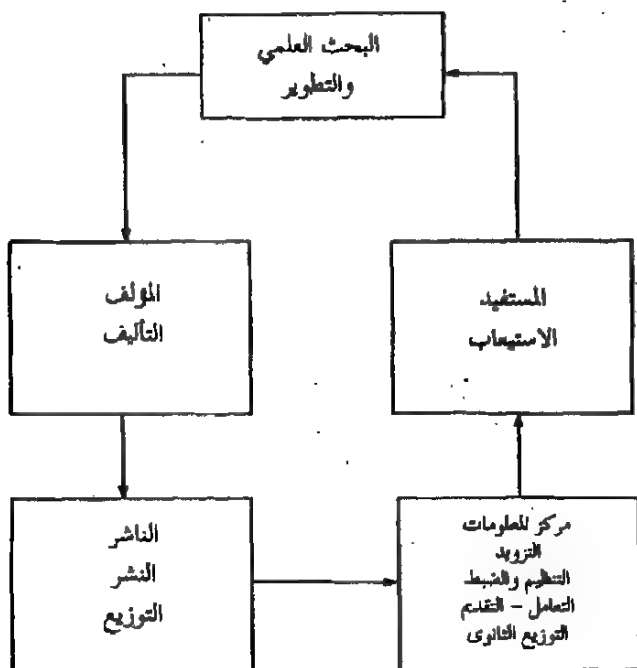 البحث العلمي
والتطوير
المؤلف
التأليف
المستفيد
الاستيعاب
الناشر
النشر
التوزيع
مركز المعلومات
التزويد
التنظيم والضبط
التعامل - التقديم
التوزيع الثانوى